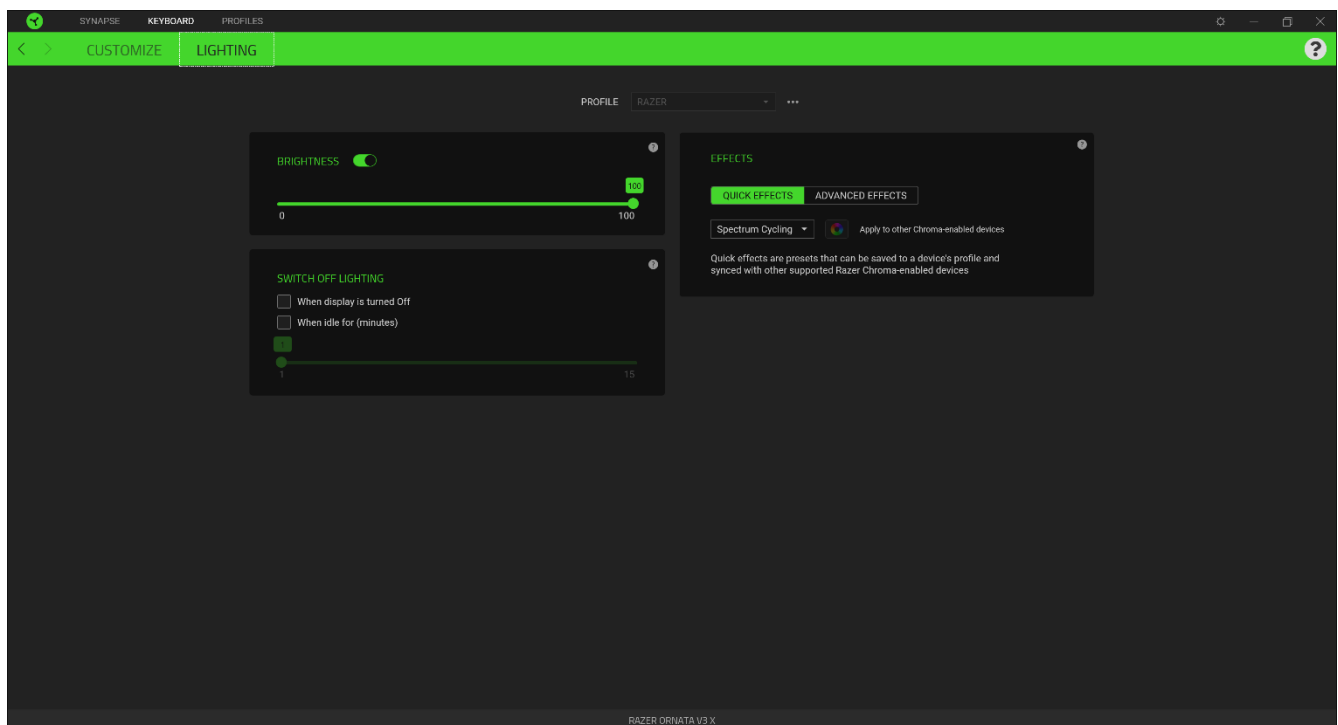 SYNAPSE KEYBOARD PROFILES
CUSTOMIZE LIGHTING
?
PROFILE RAZER
BRIGHTNESS
?
100
0 100
SWITCH OFF LIGHTING
?
When display is turned Off
When idle for (minutes)
1
1 15
EFFECTS
?
QUICK EFFECTS ADVANCED EFFECTS
Spectrum Cycling Apply to other Chroma-enabled devices
Quick effects are presets that can be saved to a device's profile and
synced with other supported Razer Chroma-enabled devices
RAZER ORNATA V3 X